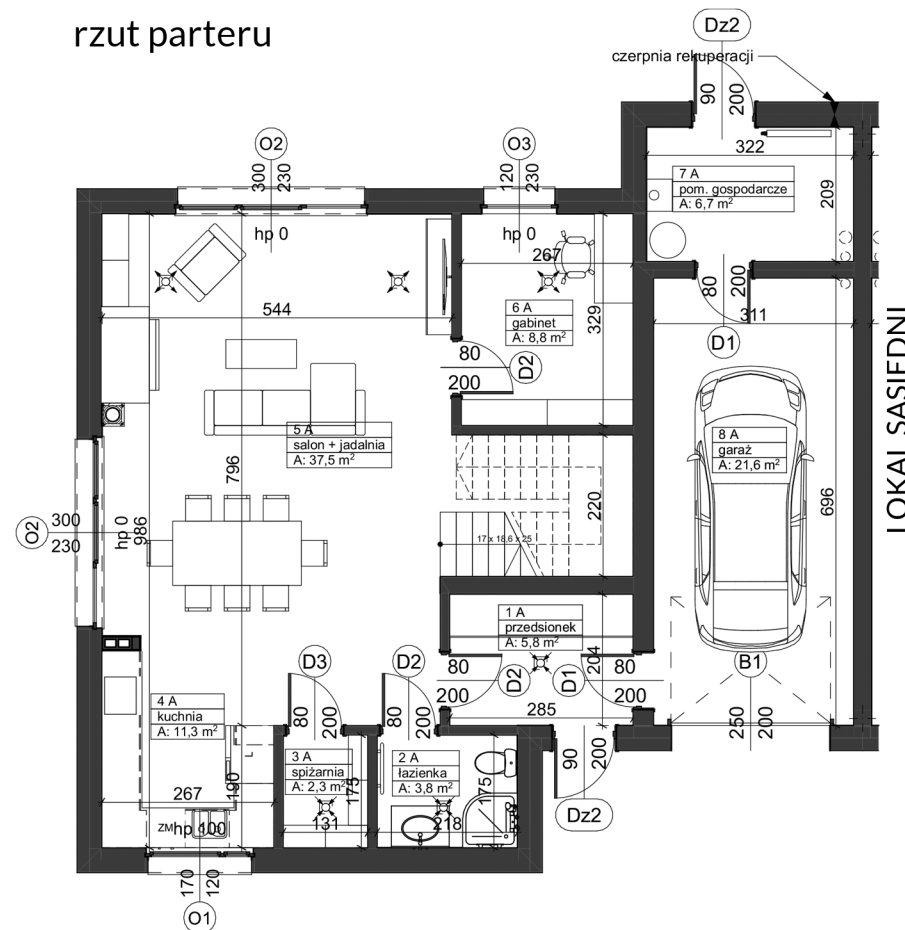 rzut parteru
Dz2
czerpnia rekuperacji
90
200
O2
300
230
O3
120
230
322
7 A
pom. gospodarcze
A: 6,7 m²
209
hp 0
hp 0
267
544
6 A
gabinet
A: 8,8 m²
329
80
200
D1
311
80
D2
200
5 A
salon + jadalnia
A: 37,5 m²
8 A
garaż
A: 21,6 m²
LOKAL SĄSIEDNI
796
986
220
696
O2
300
230
hp 0
17 x 18,6 x 25
1 A
przedsionek
A: 5,8 m²
204
D3
D2
80
D2
D1
80
B1
200
200
80
200
80
200
285
250
200
4 A
kuchnia
A: 11,3 m²
90
200
267
190
3 A
spiżarnia
A: 2,3 m²
175
2 A
łazienka
A: 3,8 m²
175
ZM
hp 100
131
218
Dz2
170
120
O1